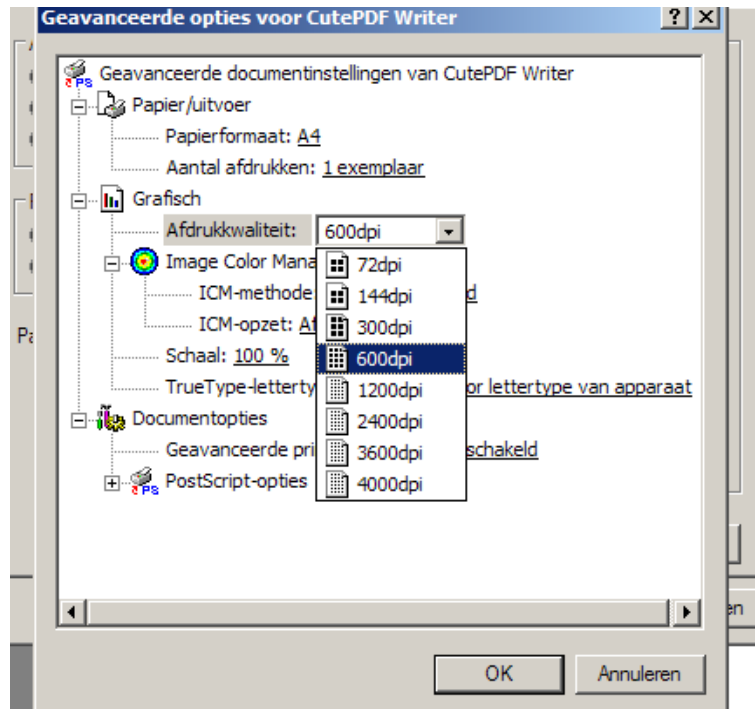 Geavanceerde opties voor CutePDF Writer
Geavanceerde documentinstellingen van CutePDF Writer
Papier/uitvoer
Papierformaat: A4
Aantal afdrukken: 1 exemplaar
Grafisch
Afdrukkwaliteit: 600dpi
Image Color Mana
72dpi
ICM-methode
144dpi
ICM-opzet:
300dpi
Schaal: 100 %
600dpi
TrueType-letterty
1200dpi
or lettertype van apparaat
Documentopties
2400dpi
Geavanceerde pri
3600dpi
schakeld
PostScript-opties
4000dpi
en
OK
Annuleren